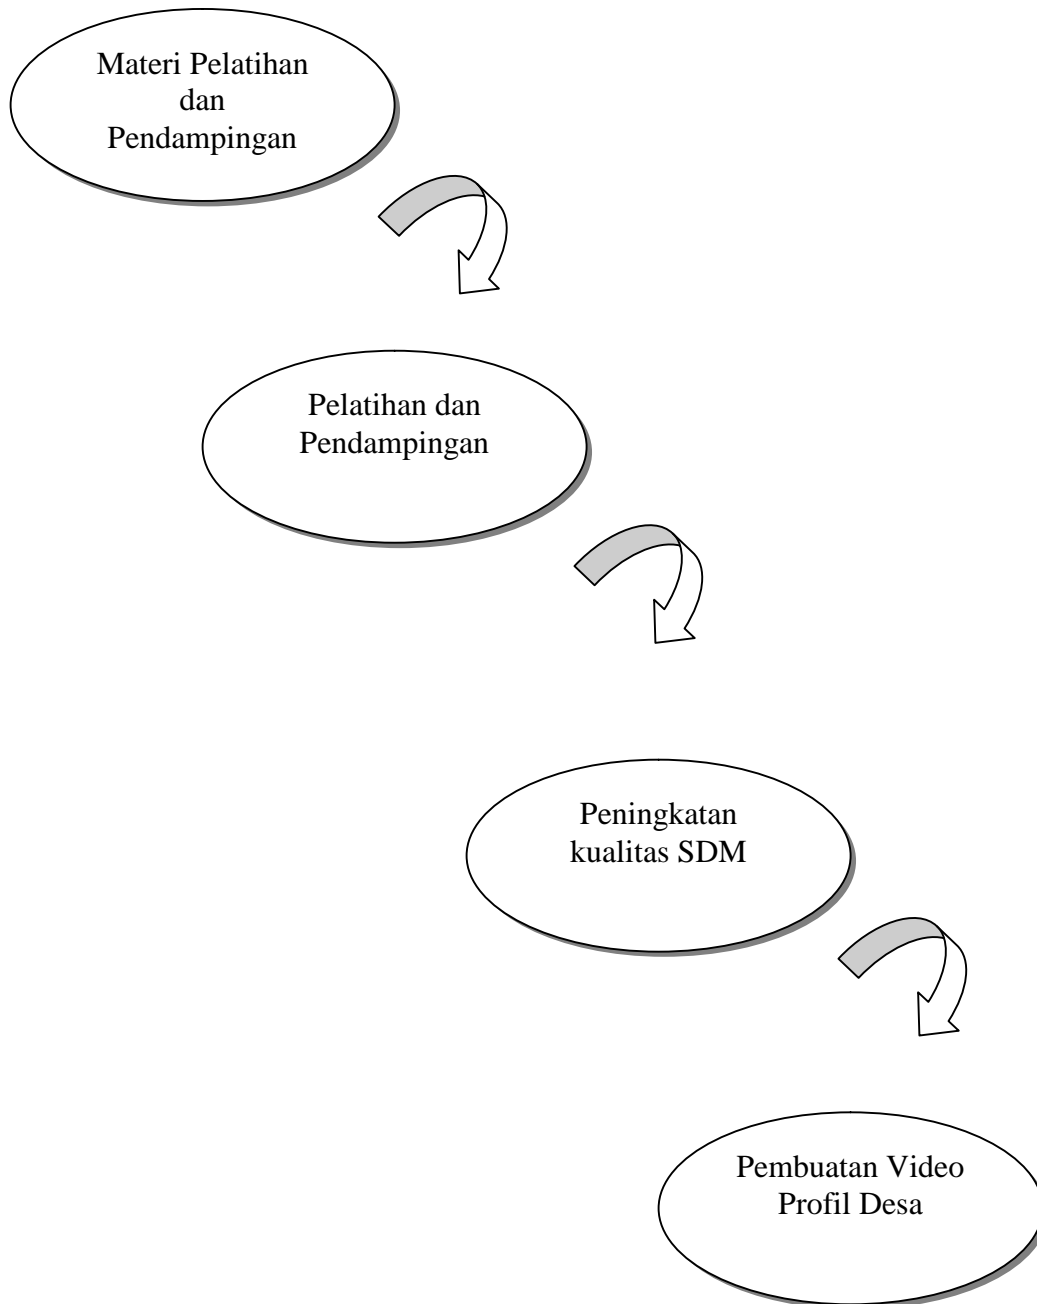 Materi Pelatihan
dan
Pendampingan
Pelatihan dan
Pendampingan
Peningkatan
kualitas SDM
Pembuatan Video
Profil Desa